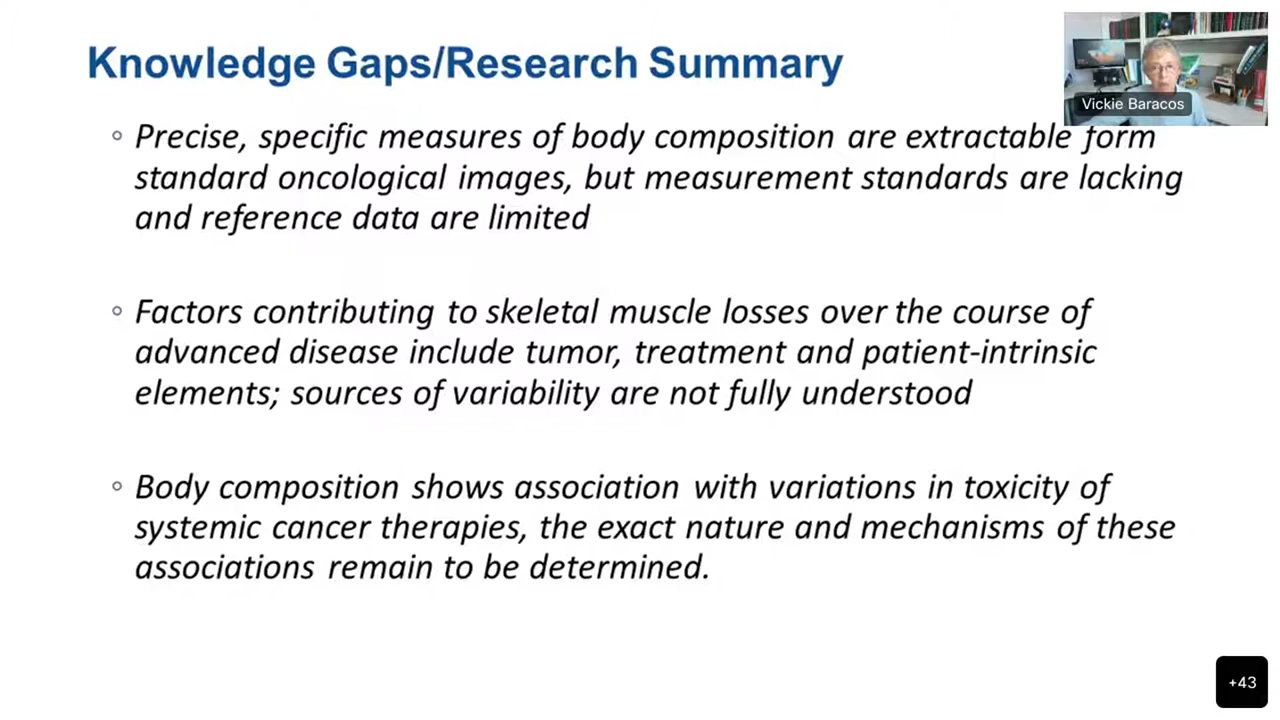 Knowledge Gaps/Research Summary
Vickie Baracos
◦ Precise, specific measures of body composition are extractable form
standard oncological images, but measurement standards are lacking
and reference data are limited
◦ Factors contributing to skeletal muscle losses over the course of
advanced disease include tumor, treatment and patient-intrinsic
elements; sources of variability are not fully understood
◦ Body composition shows association with variations in toxicity of
systemic cancer therapies, the exact nature and mechanisms of these
associations remain to be determined.
+43